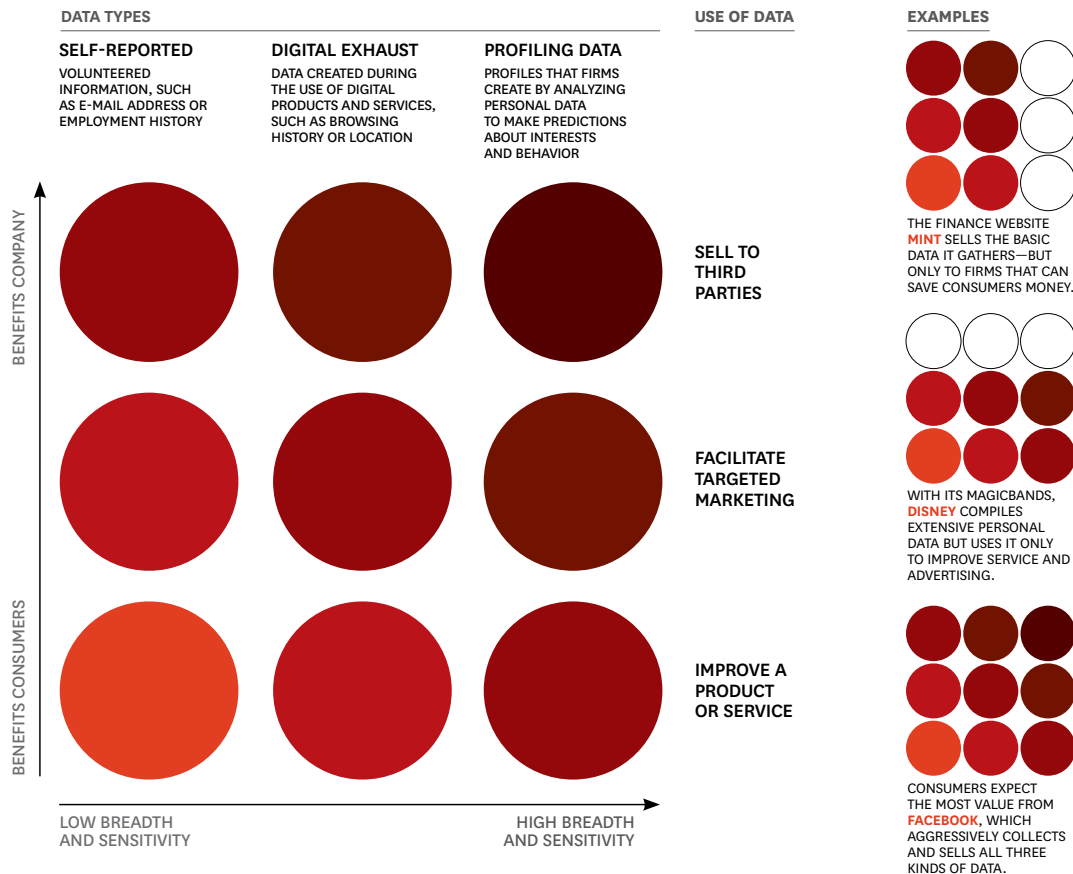 DATA TYPES
USE OF DATA
EXAMPLES
SELF-REPORTED
VOLUNTEERED
INFORMATION, SUCH
AS E-MAIL ADDRESS OR
EMPLOYMENT HISTORY
DIGITAL EXHAUST
DATA CREATED DURING
THE USE OF DIGITAL
PRODUCTS AND SERVICES,
SUCH AS BROWSING
HISTORY OR LOCATION
PROFILING DATA
PROFILES THAT FIRMS
CREATE BY ANALYZING
PERSONAL DATA
TO MAKE PREDICTIONS
ABOUT INTERESTS
AND BEHAVIOR
BENEFITS COMPANY
BENEFITS CONSUMERS
SELL TO
THIRD
PARTIES
FACILITATE
TARGETED
MARKETING
IMPROVE A
PRODUCT
OR SERVICE
LOW BREADTH
AND SENSITIVITY
HIGH BREADTH
AND SENSITIVITY
THE FINANCE WEBSITE
MINT SELLS THE BASIC
DATA IT GATHERS—BUT
ONLY TO FIRMS THAT CAN
SAVE CONSUMERS MONEY.
WITH ITS MAGICBANDS,
DISNEY COMPILES
EXTENSIVE PERSONAL
DATA BUT USES IT ONLY
TO IMPROVE SERVICE AND
ADVERTISING.
CONSUMERS EXPECT
THE MOST VALUE FROM
FACEBOOK, WHICH
AGGRESSIVELY COLLECTS
AND SELLS ALL THREE
KINDS OF DATA.